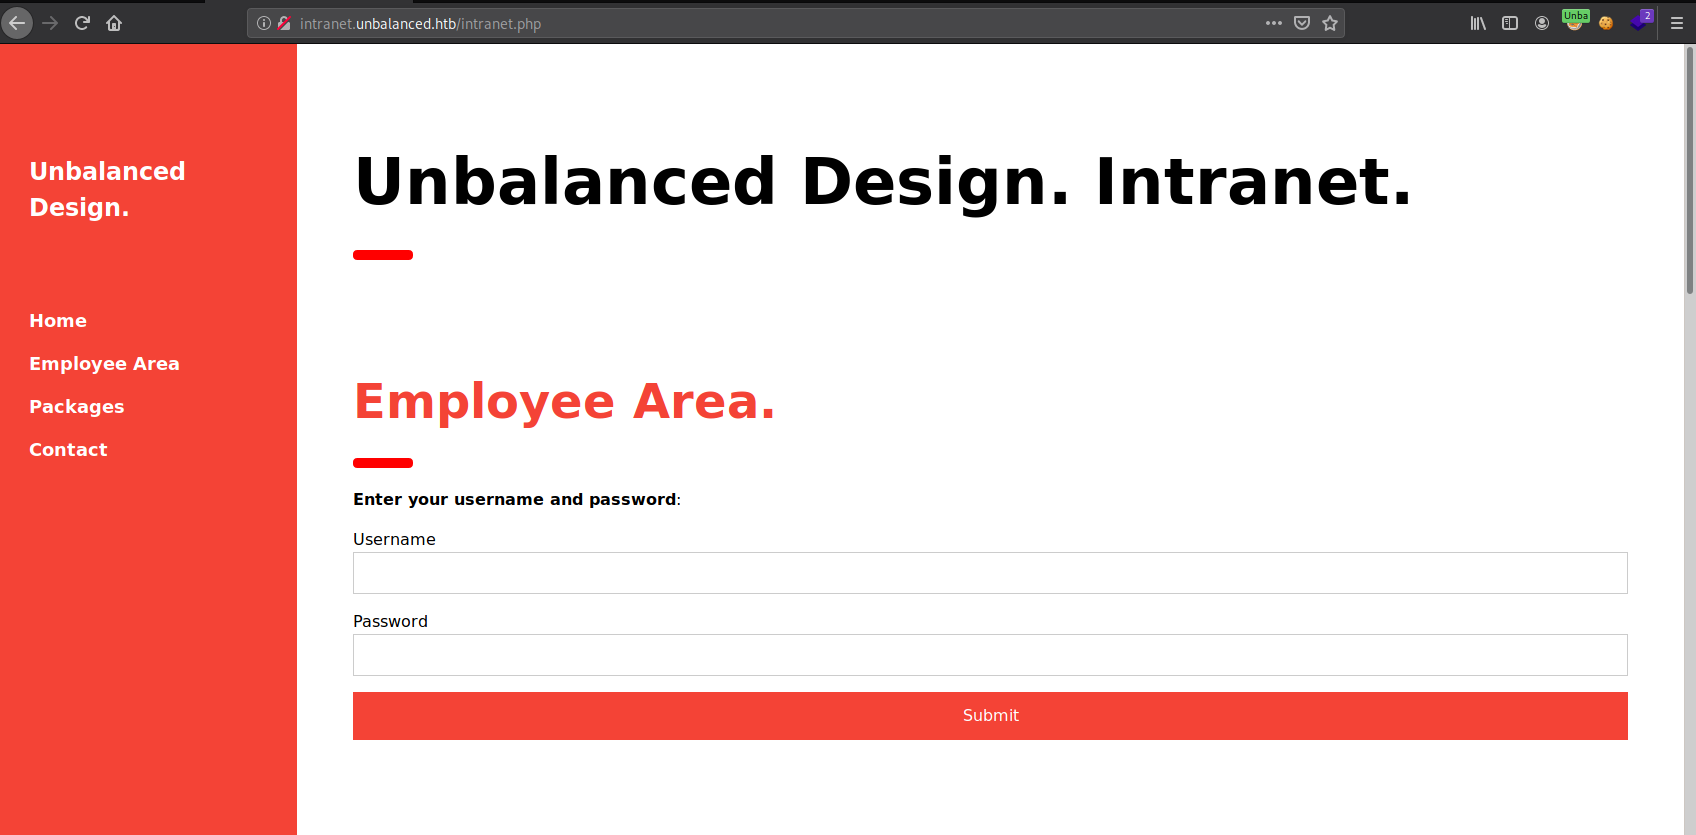 intranet.unbalanced.htb/intranet.php
Unba
2
Unbalanced
Design.
Home
Employee Area
Packages
Contact
Unbalanced Design. Intranet.
Employee Area.
Enter your username and password:
Username
Password
Submit